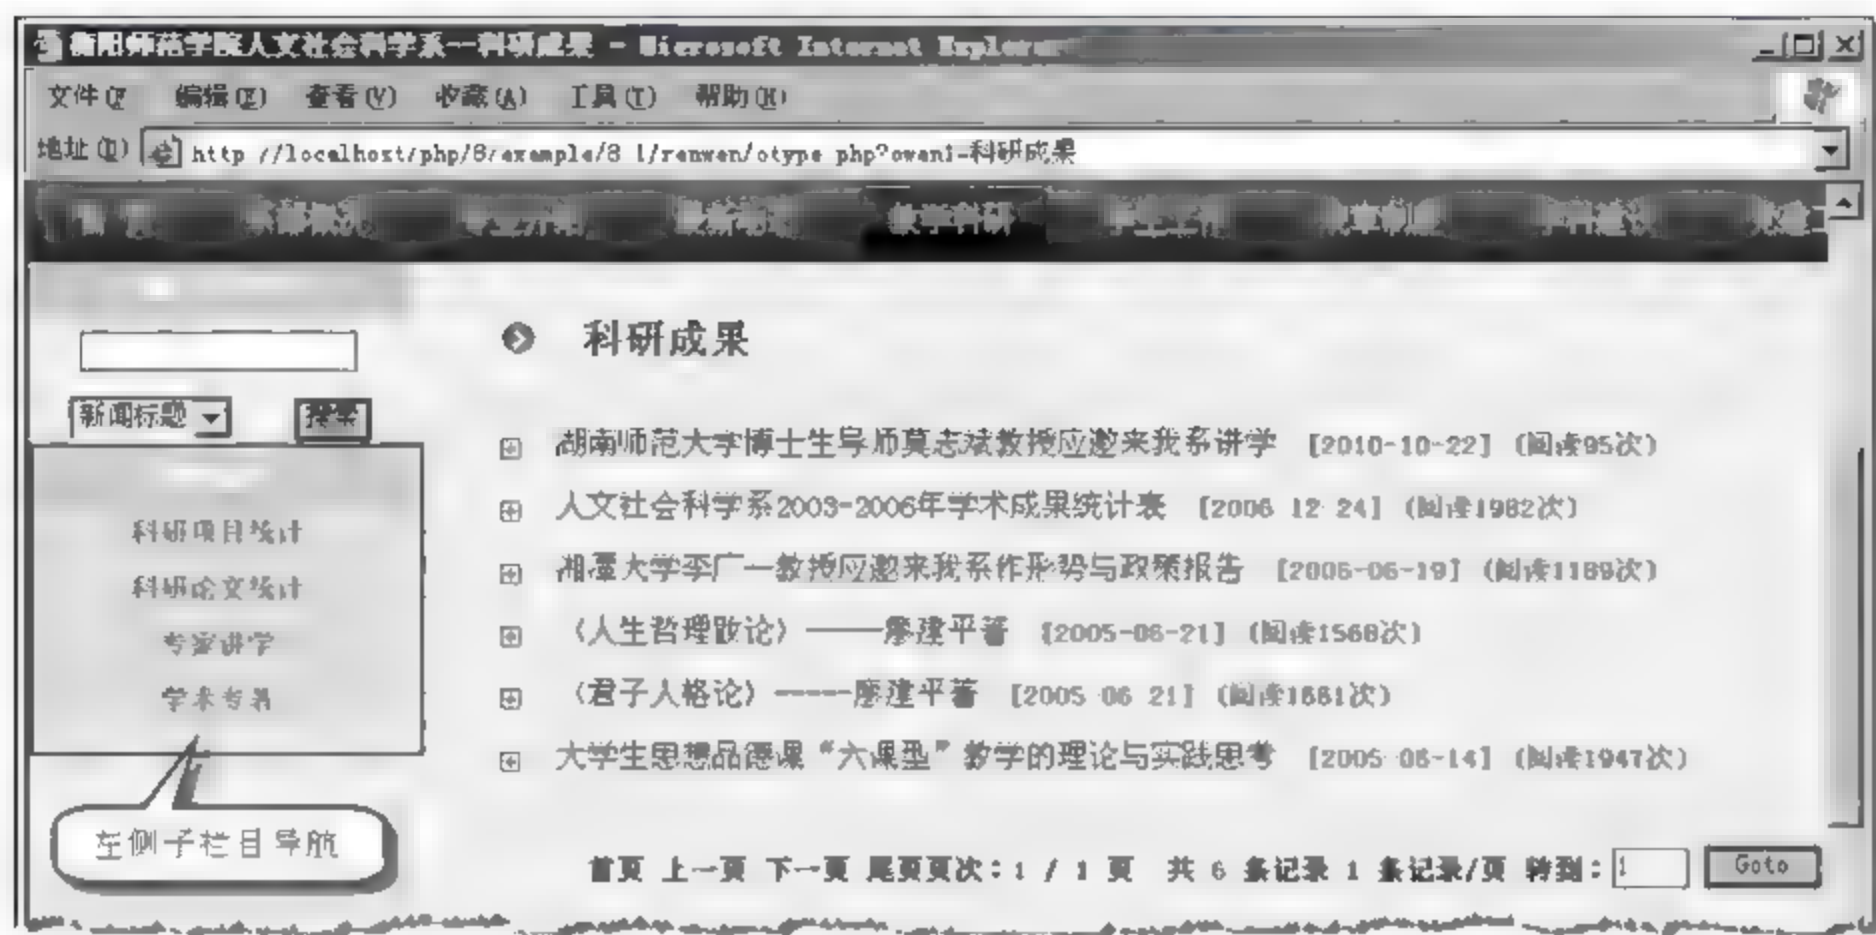 衡阳师范学院人文社会科学系--科研成果 - Microsoft Internet Explorer
文件(F 编辑(E) 查看(V) 收藏(A) 工具(T) 帮助(H)
地址(D) http //localhost/php/8/example/8 1/renwen/otype php?owen1=科研成果
教学科研 学生工作
科研成果
新闻标题 搜索
湖南师范大学博士生导师莫志斌教授应邀来我系讲学 [2010-10-22] (阅读95次)
人文社会科学系2003-2006年学术成果统计表 [2006 12 24] (阅读1982次)
科研项目统计
湘潭大学李广一教授应邀来我系作形势与政策报告 [2006-06-19] (阅读1189次)
科研论文统计
《人生哲理散论》——廖建平著 [2005-06-21] (阅读1568次)
专家讲学
《君子人格论》-----廖建平著 [2005 06 21] (阅读1661次)
学术专著
大学生思想品德课“六课型”教学的理论与实践思考 [2005 06-14] (阅读1947次)
左侧子栏目导航
首页 上一页 下一页 尾页页次：1 / 1 页 共 6 条记录 1 条记录/页 转到： 1 Goto